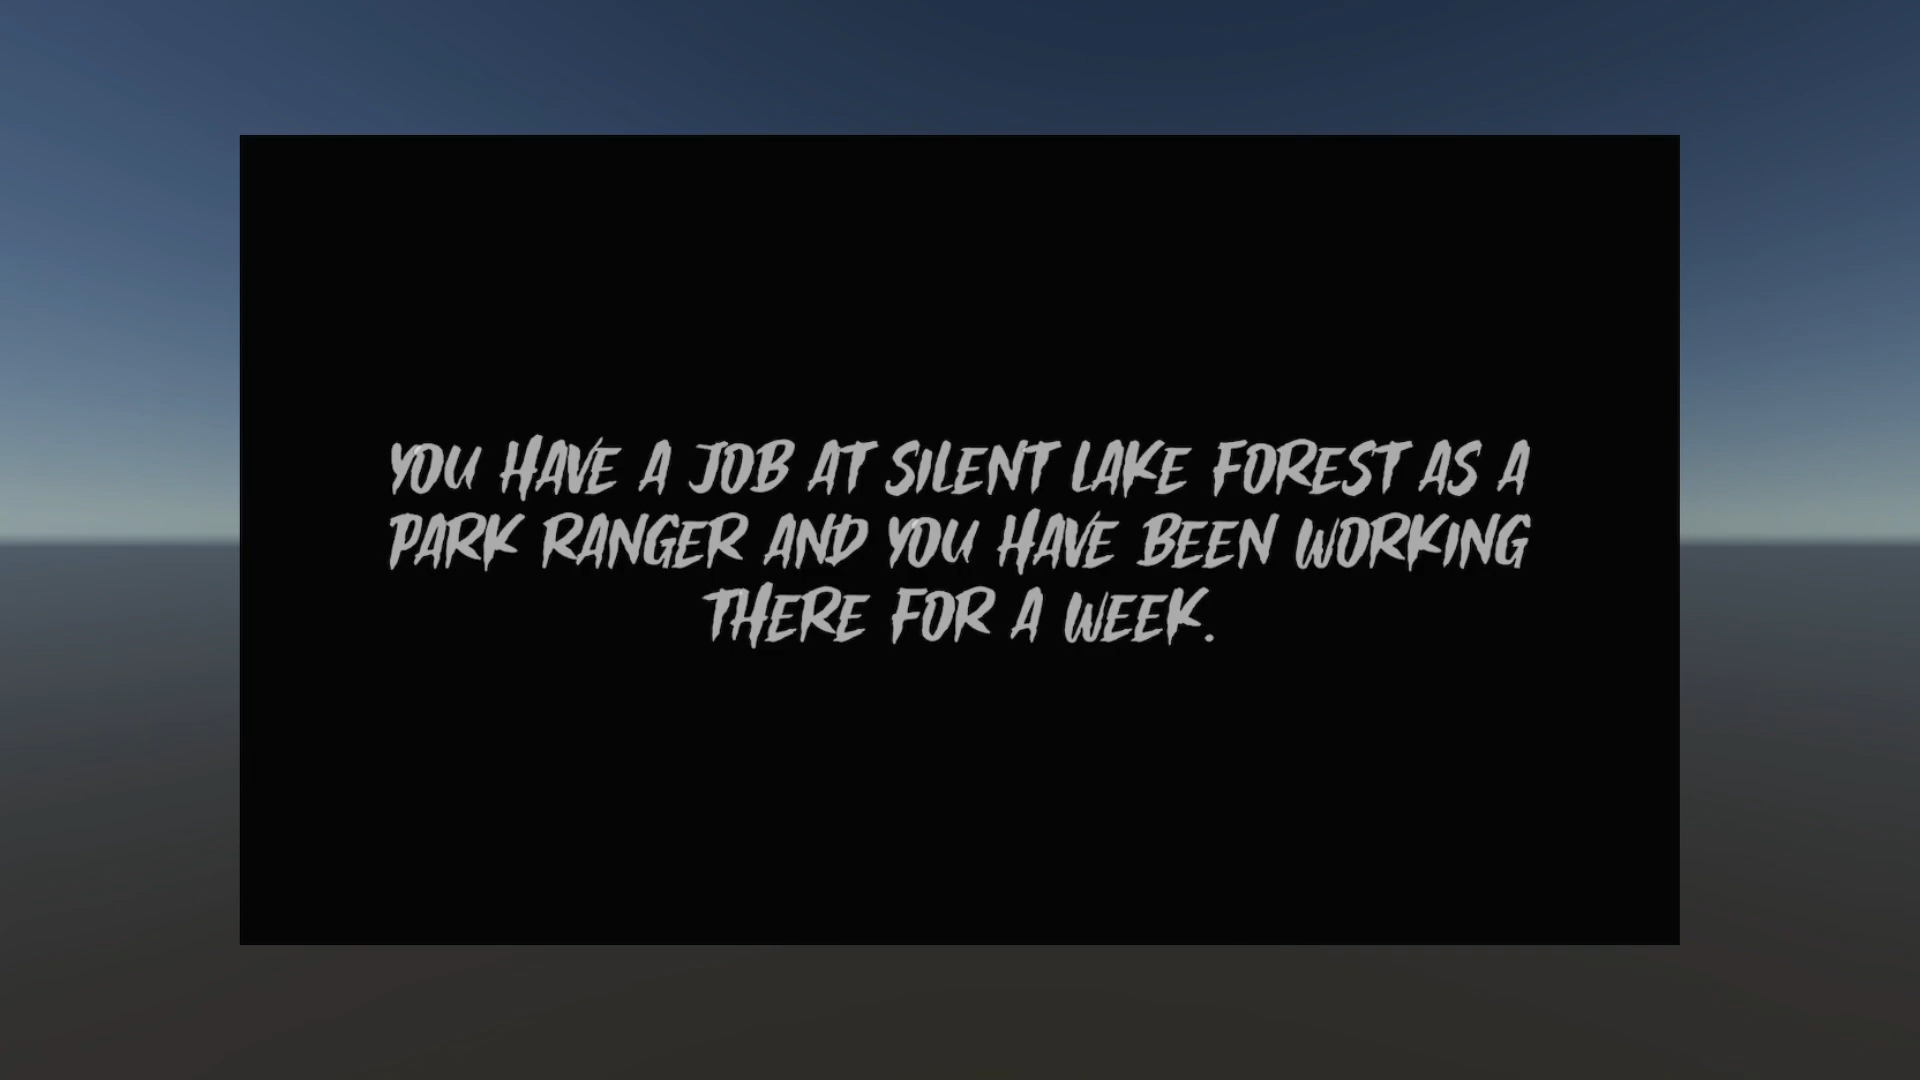 YOU HAVE A JOB AT SILENT LAKE FOREST AS A
PARK RANGER AND YOU HAVE BEEN WORKING
THERE FOR A WEEK.